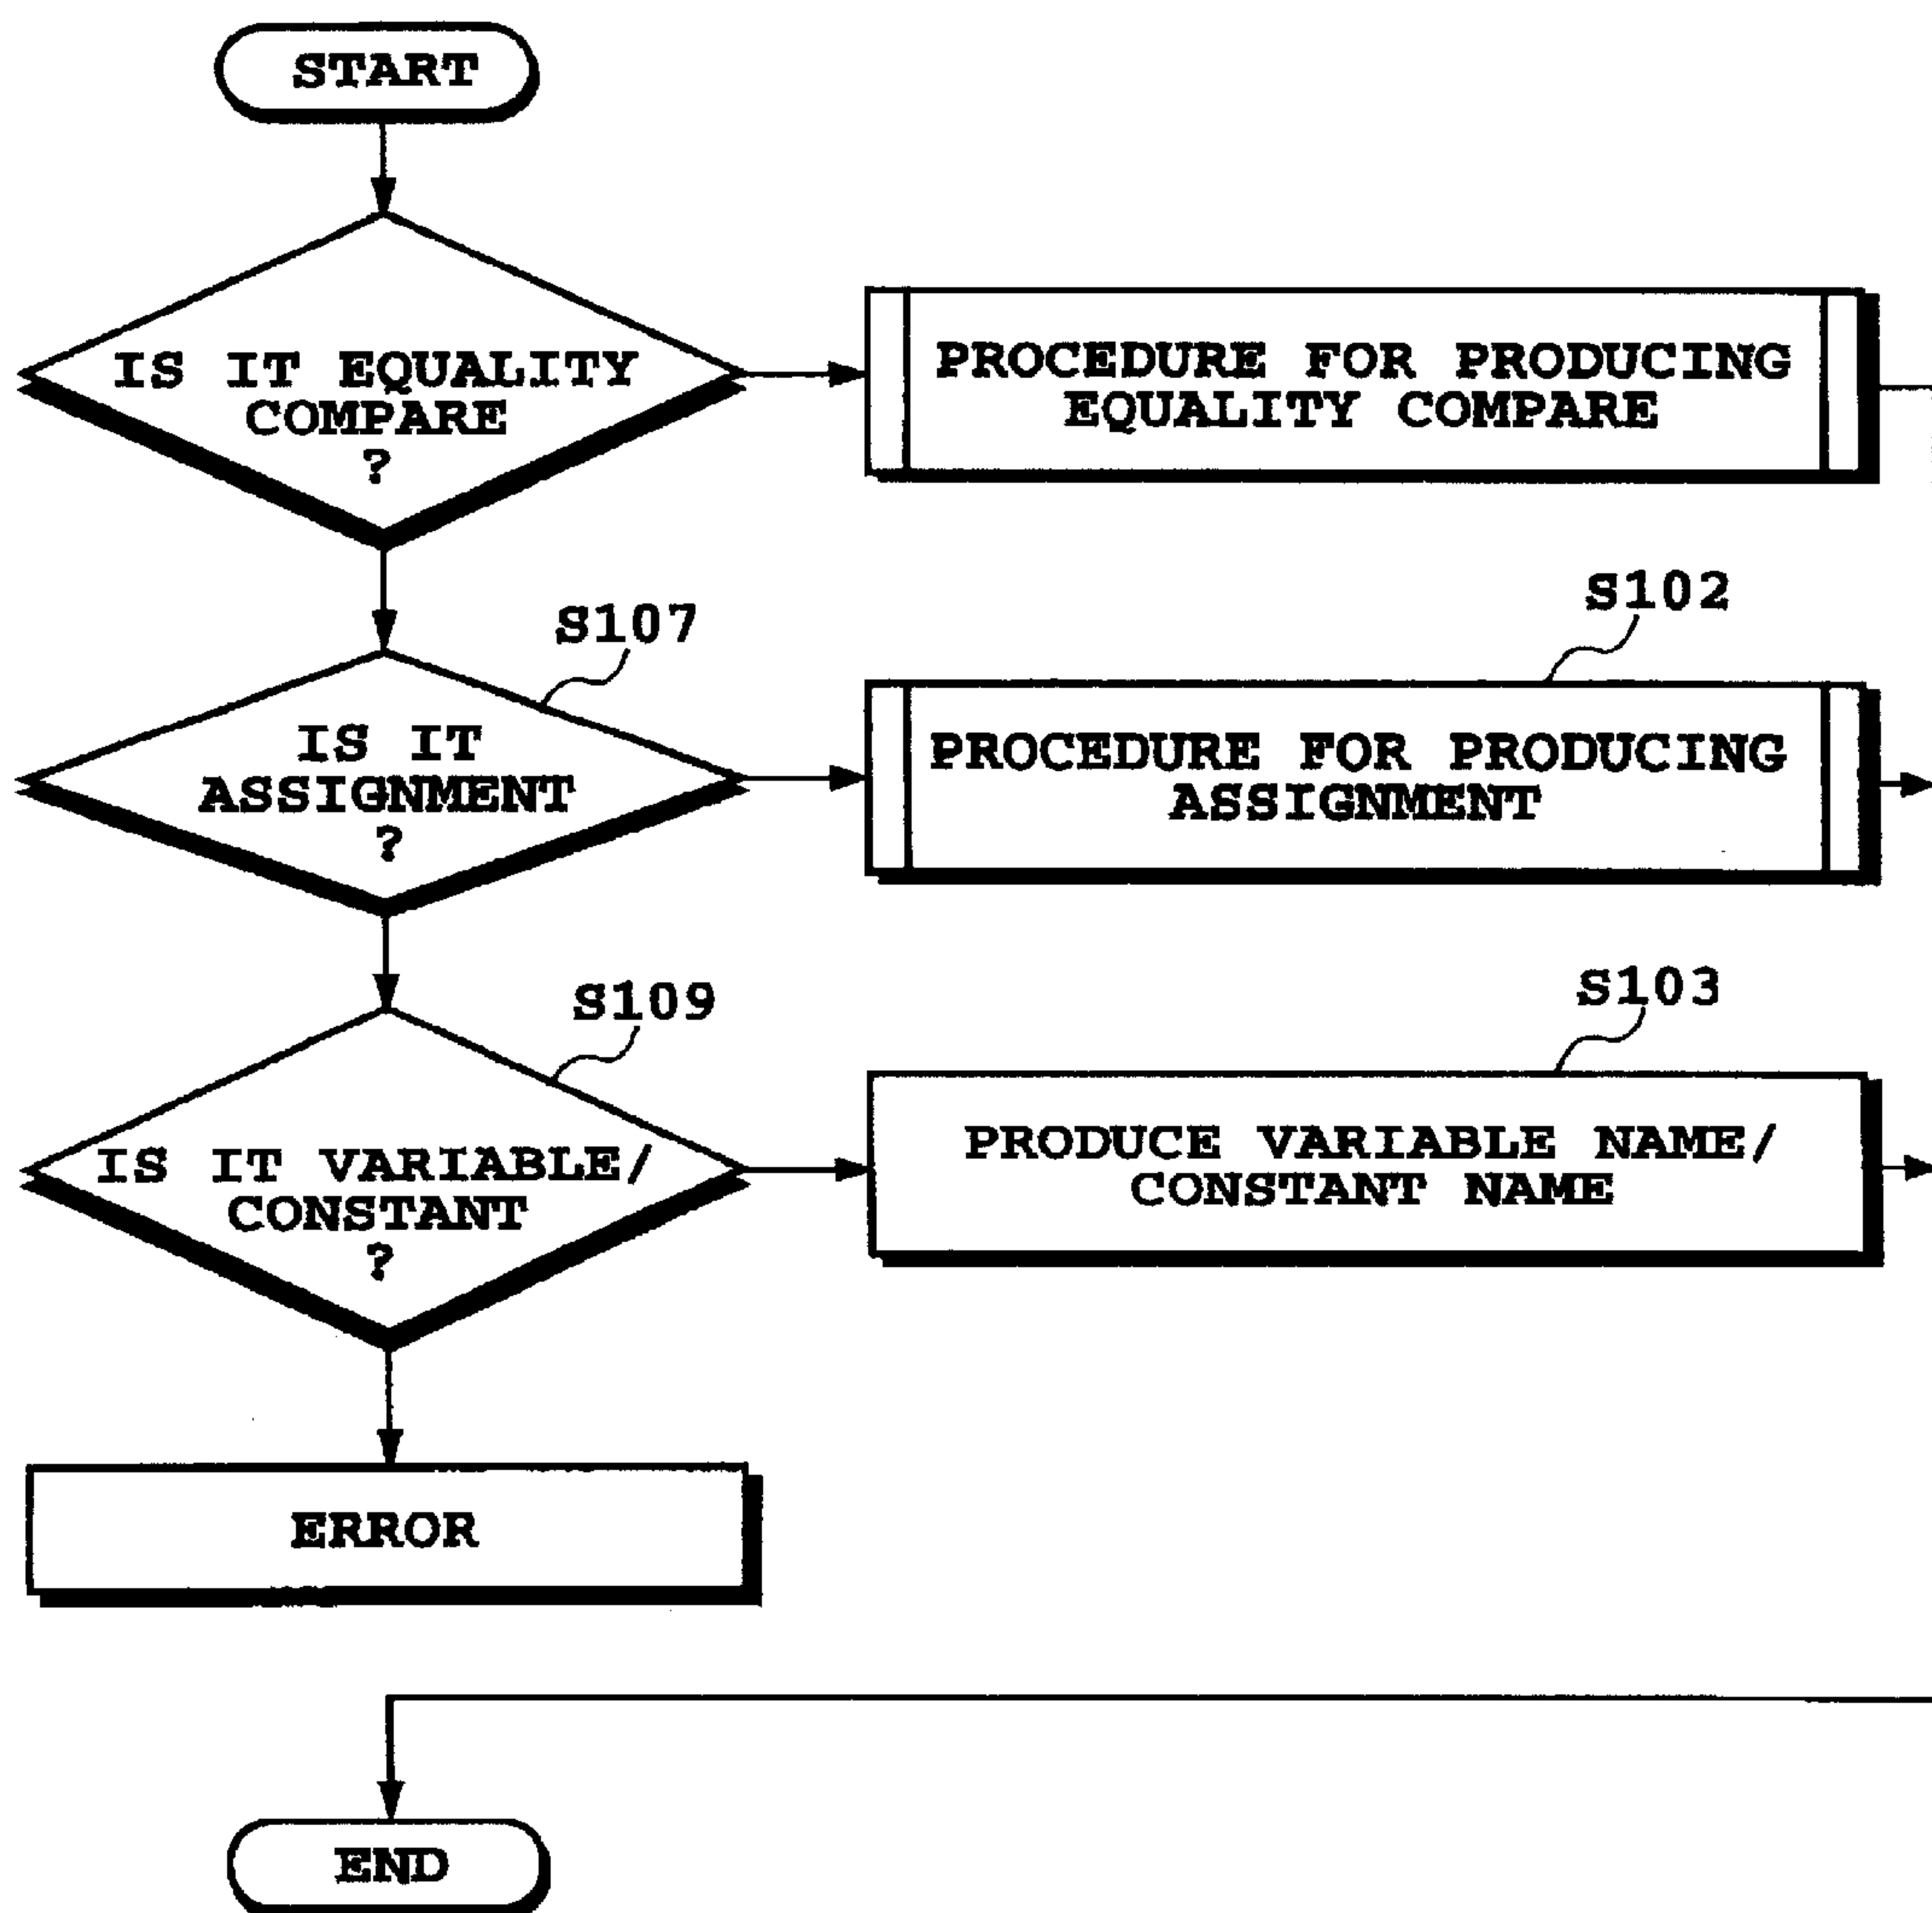 START
IS IT EQUALITY
COMPARE
?
PROCEDURE FOR PRODUCING
EQUALITY COMPARE
S107
IS IT
ASSIGNMENT
?
S102
PROCEDURE FOR PRODUCING
ASSIGNMENT
S109
IS IT VARIABLE/
CONSTANT
?
S103
PRODUCE VARIABLE NAME/
CONSTANT NAME
ERROR
END